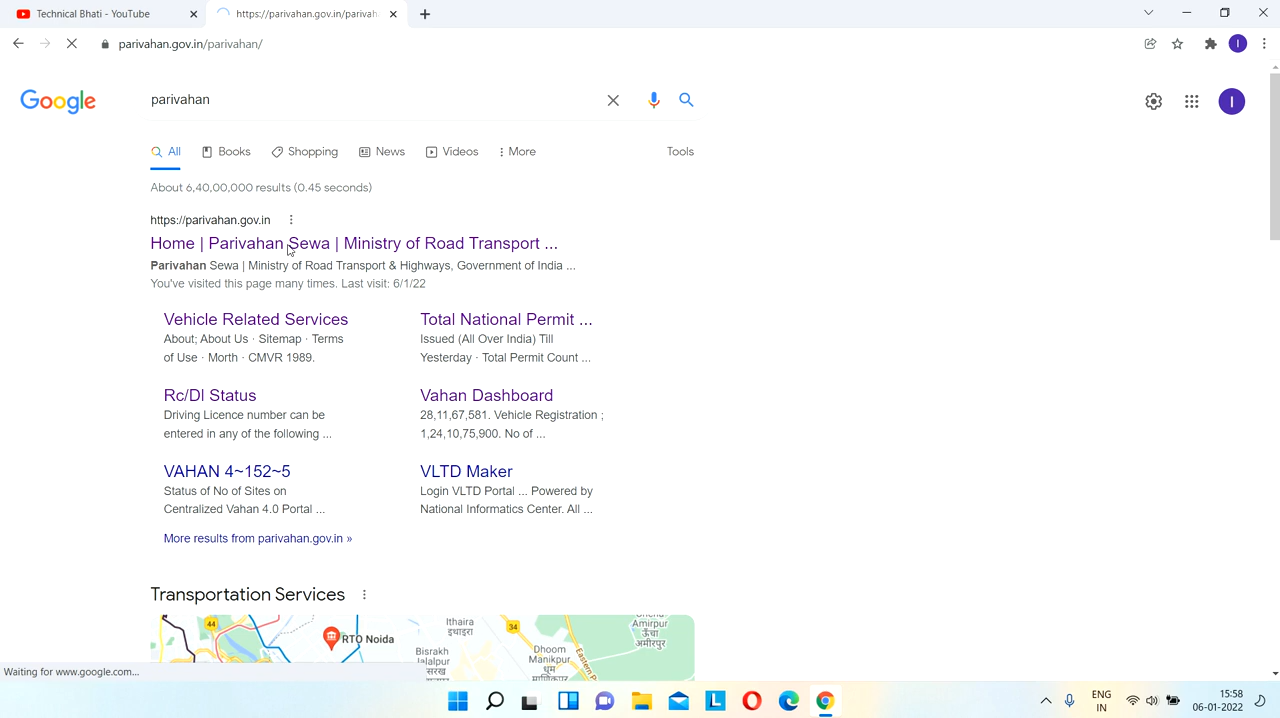 Technical Bhati - YouTube
https://parivahan.gov.in/parivah
parivahan.gov.in/parivahan/
I
Google
parivahan
I
All
Books
Shopping
News
Videos
More
Tools
About 6,40,00,000 results (0.45 seconds)
https://parivahan.gov.in
Home | Parivahan Sewa | Ministry of Road Transport ...
Parivahan Sewa | Ministry of Road Transport & Highways, Government of India ...
You've visited this page many times. Last visit: 6/1/22
Vehicle Related Services
About; About Us · Sitemap · Terms
of Use · Morth · CMVR 1989.
Total National Permit ...
Issued (All Over India) Till
Yesterday · Total Permit Count ...
Rc/Dl Status
Driving Licence number can be
entered in any of the following ...
Vahan Dashboard
28,11,67,581. Vehicle Registration ;
1,24,10,75,900. No of ...
VAHAN 4~152~5
Status of No of Sites on
Centralized Vahan 4.0 Portal ...
VLTD Maker
Login VLTD Portal ... Powered by
National Informatics Center. All ...
More results from parivahan.gov.in »
Transportation Services
44
RTO Noida
Ithaira
इथाइरा
34
Bisrakh
Jalalpur
Dhoom
Manikpur
धूम
Amirpur
ऊँचा
अमीरपुर
Eastern
Waiting for www.google.com...
L
ENG
IN
15:58
06-01-2022